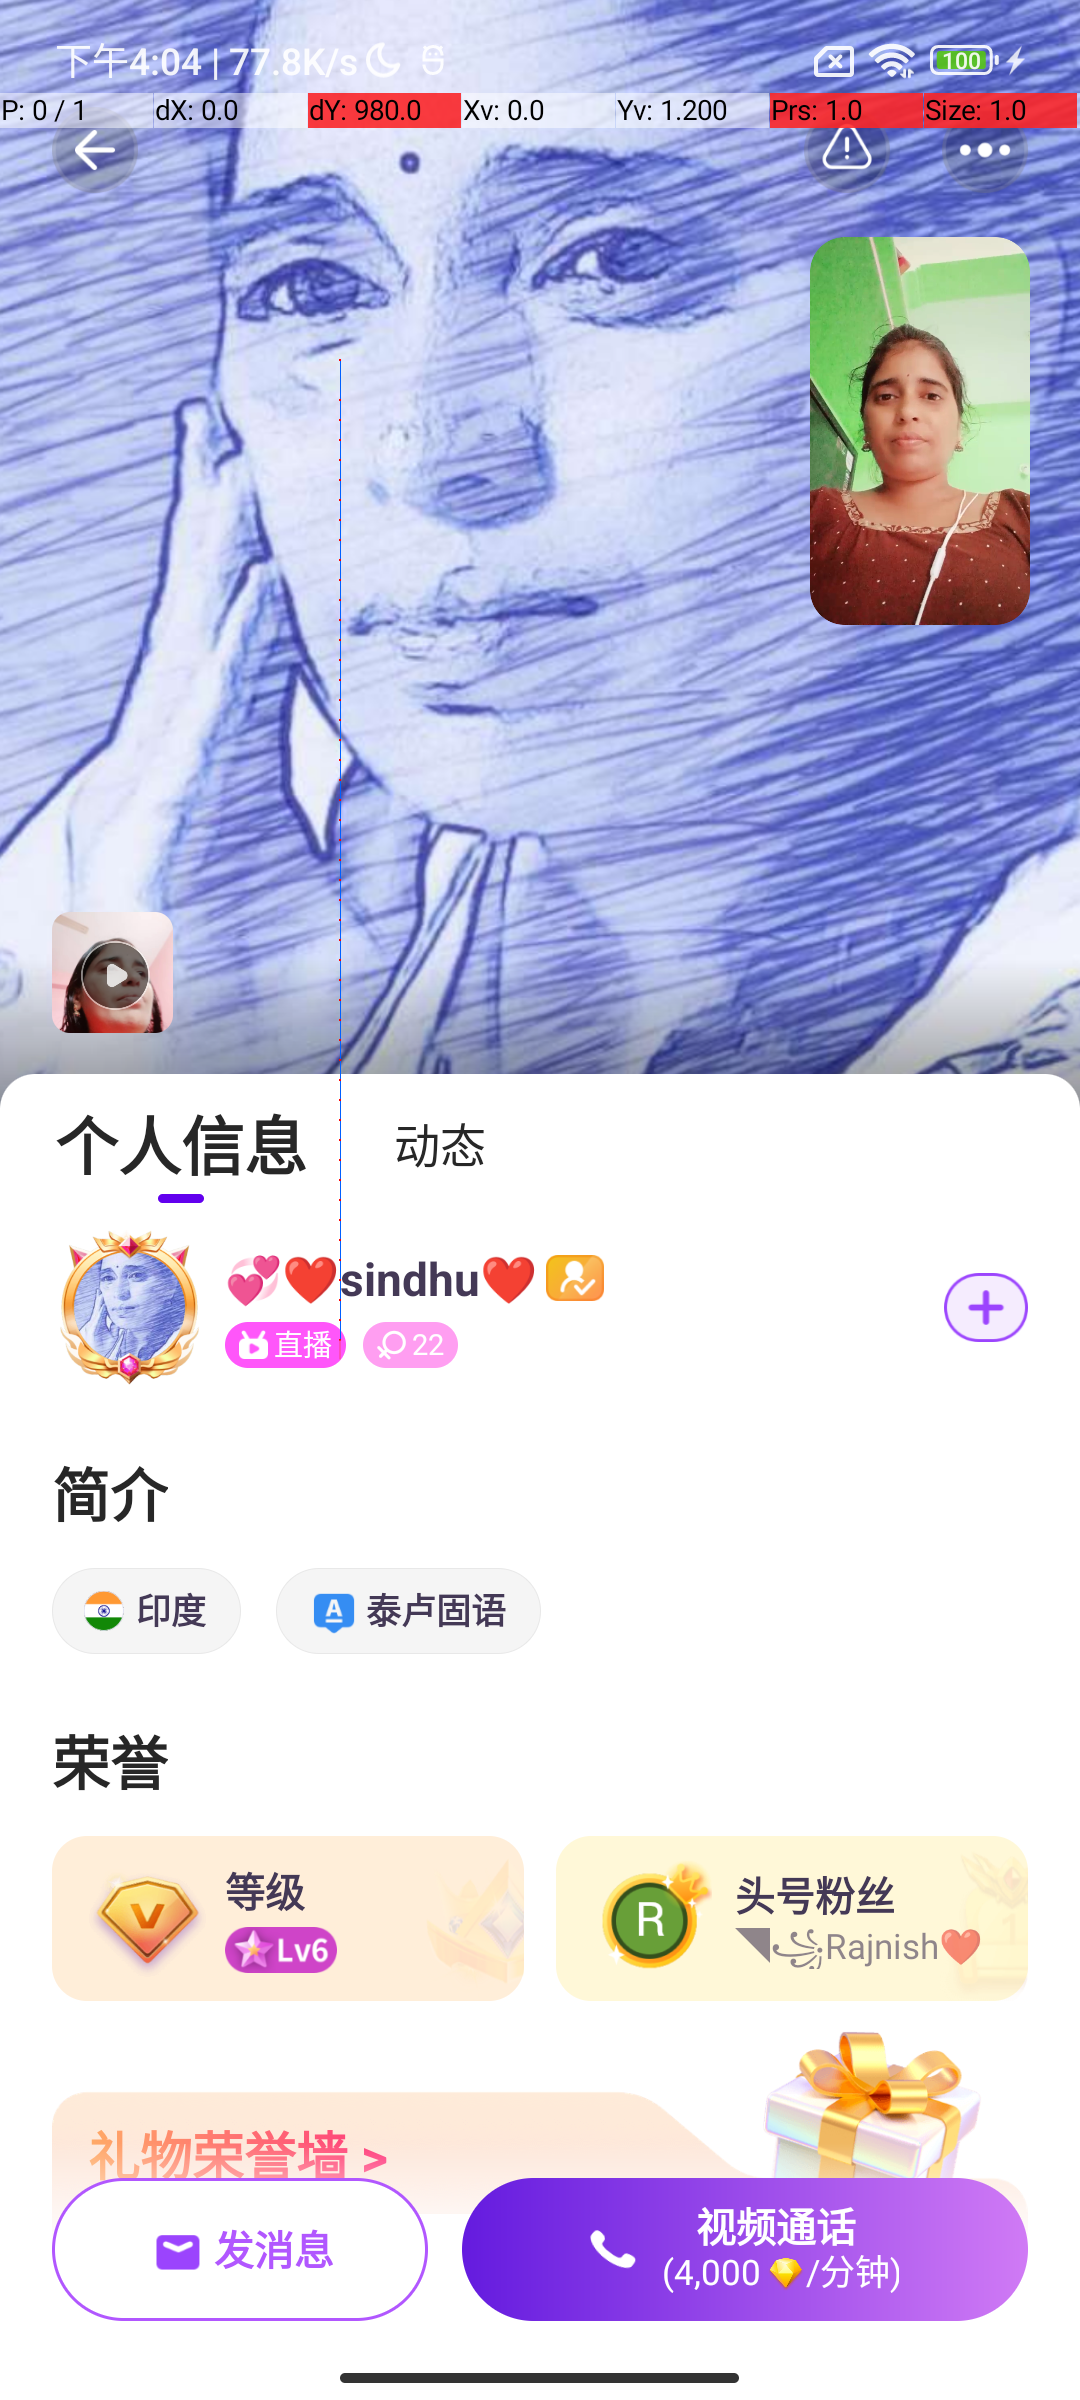 下午4:04 | 77.8K/s
100
P: 0 / 1 dX: 0.0 dY: 980.0 Xv: 0.0 Yv: 1.200 Prs: 1.0 Size: 1.0
个人信息 动态
💞❤️sindhu❤️
直播 22
简介
印度 泰卢固语
荣誉
等级
Lv6
R
头号粉丝
◥꧁Rajnish❤️
礼物荣誉墙 >
发消息
视频通话
(4,000 💎/分钟)